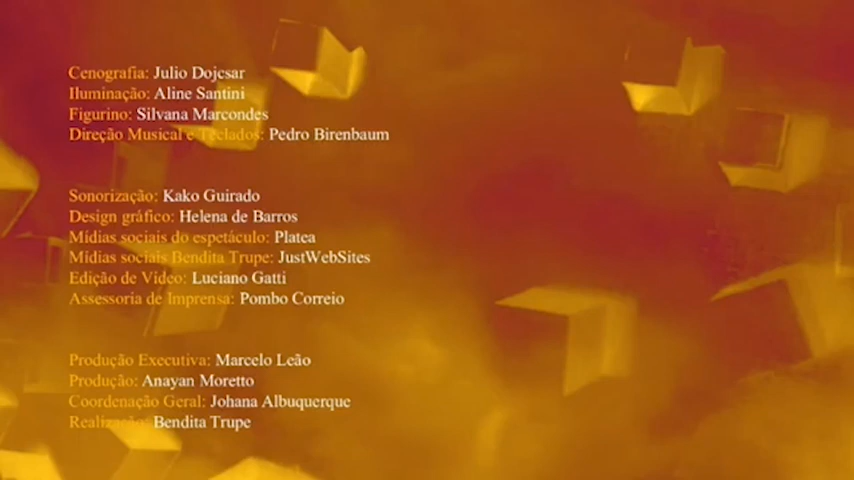 Cenografia: Julio Dojcsar
Iluminação: Aline Santini
Figurino: Silvana Marcondes
Direção Musical e Teclados: Pedro Birenbaum
Sonorização: Kako Guirado
Design gráfico: Helena de Barros
Mídias sociais do espetáculo: Platea
Mídias sociais Bendita Trupe: JustWebSites
Edição de Vídeo: Luciano Gatti
Assessoria de Imprensa: Pombo Correio
Produção Executiva: Marcelo Leão
Produção: Anayan Moretto
Coordenação Geral: Johana Albuquerque
Realização: Bendita Trupe